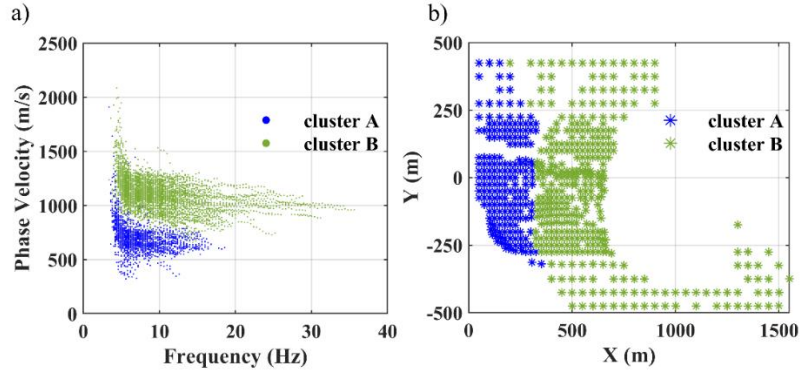 a)
2500
2000
1500
1000
500
0
Phase Velocity (m/s)
cluster A
cluster B
0
10
20
30
40
Frequency (Hz)
b)
500
250
0
-250
-500
Y (m)
cluster A
cluster B
0
500
1000
1500
X (m)